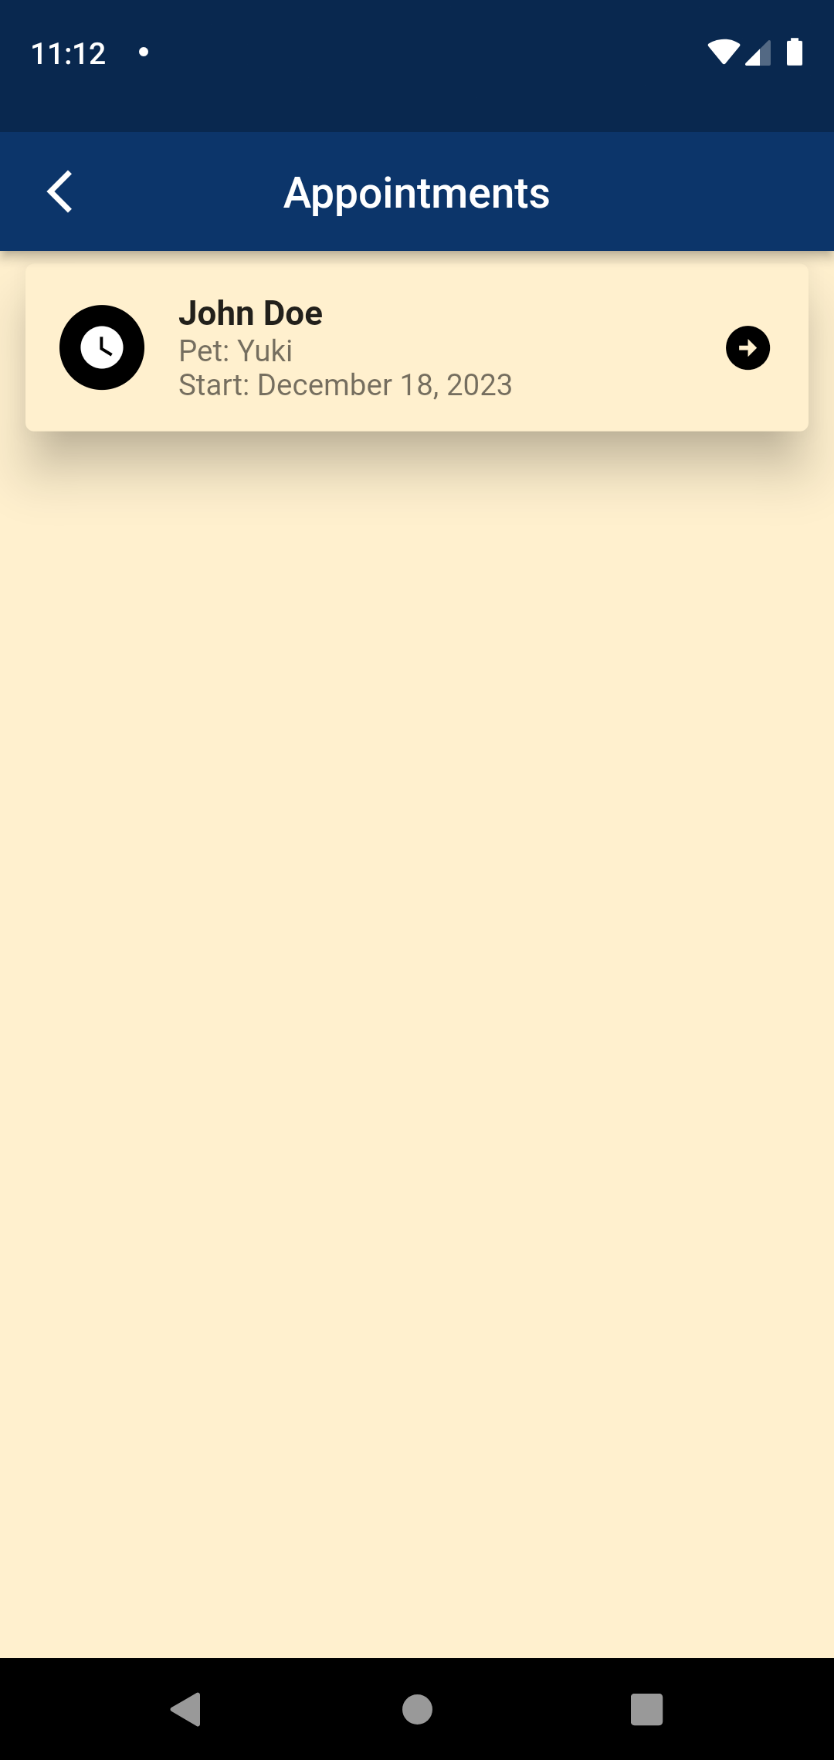 11:12
Appointments
John Doe
Pet: Yuki
Start: December 18, 2023